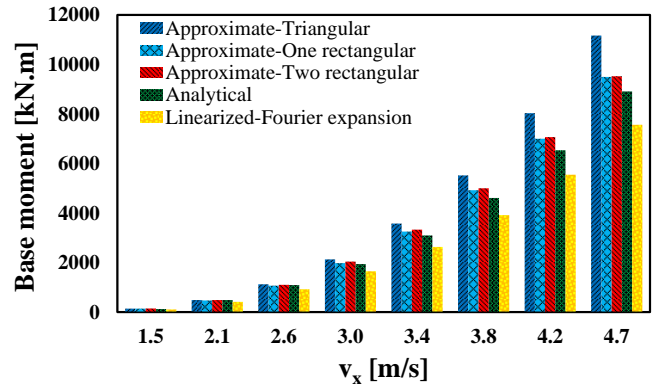 Base moment [kN.m]
12000
10000
8000
6000
4000
2000
0
Approximate-Triangular
Approximate-One rectangular
Approximate-Two rectangular
Analytical
Linearized-Fourier expansion
1.5 2.1 2.6 3.0 3.4 3.8 4.2 4.7
vₓ [m/s]